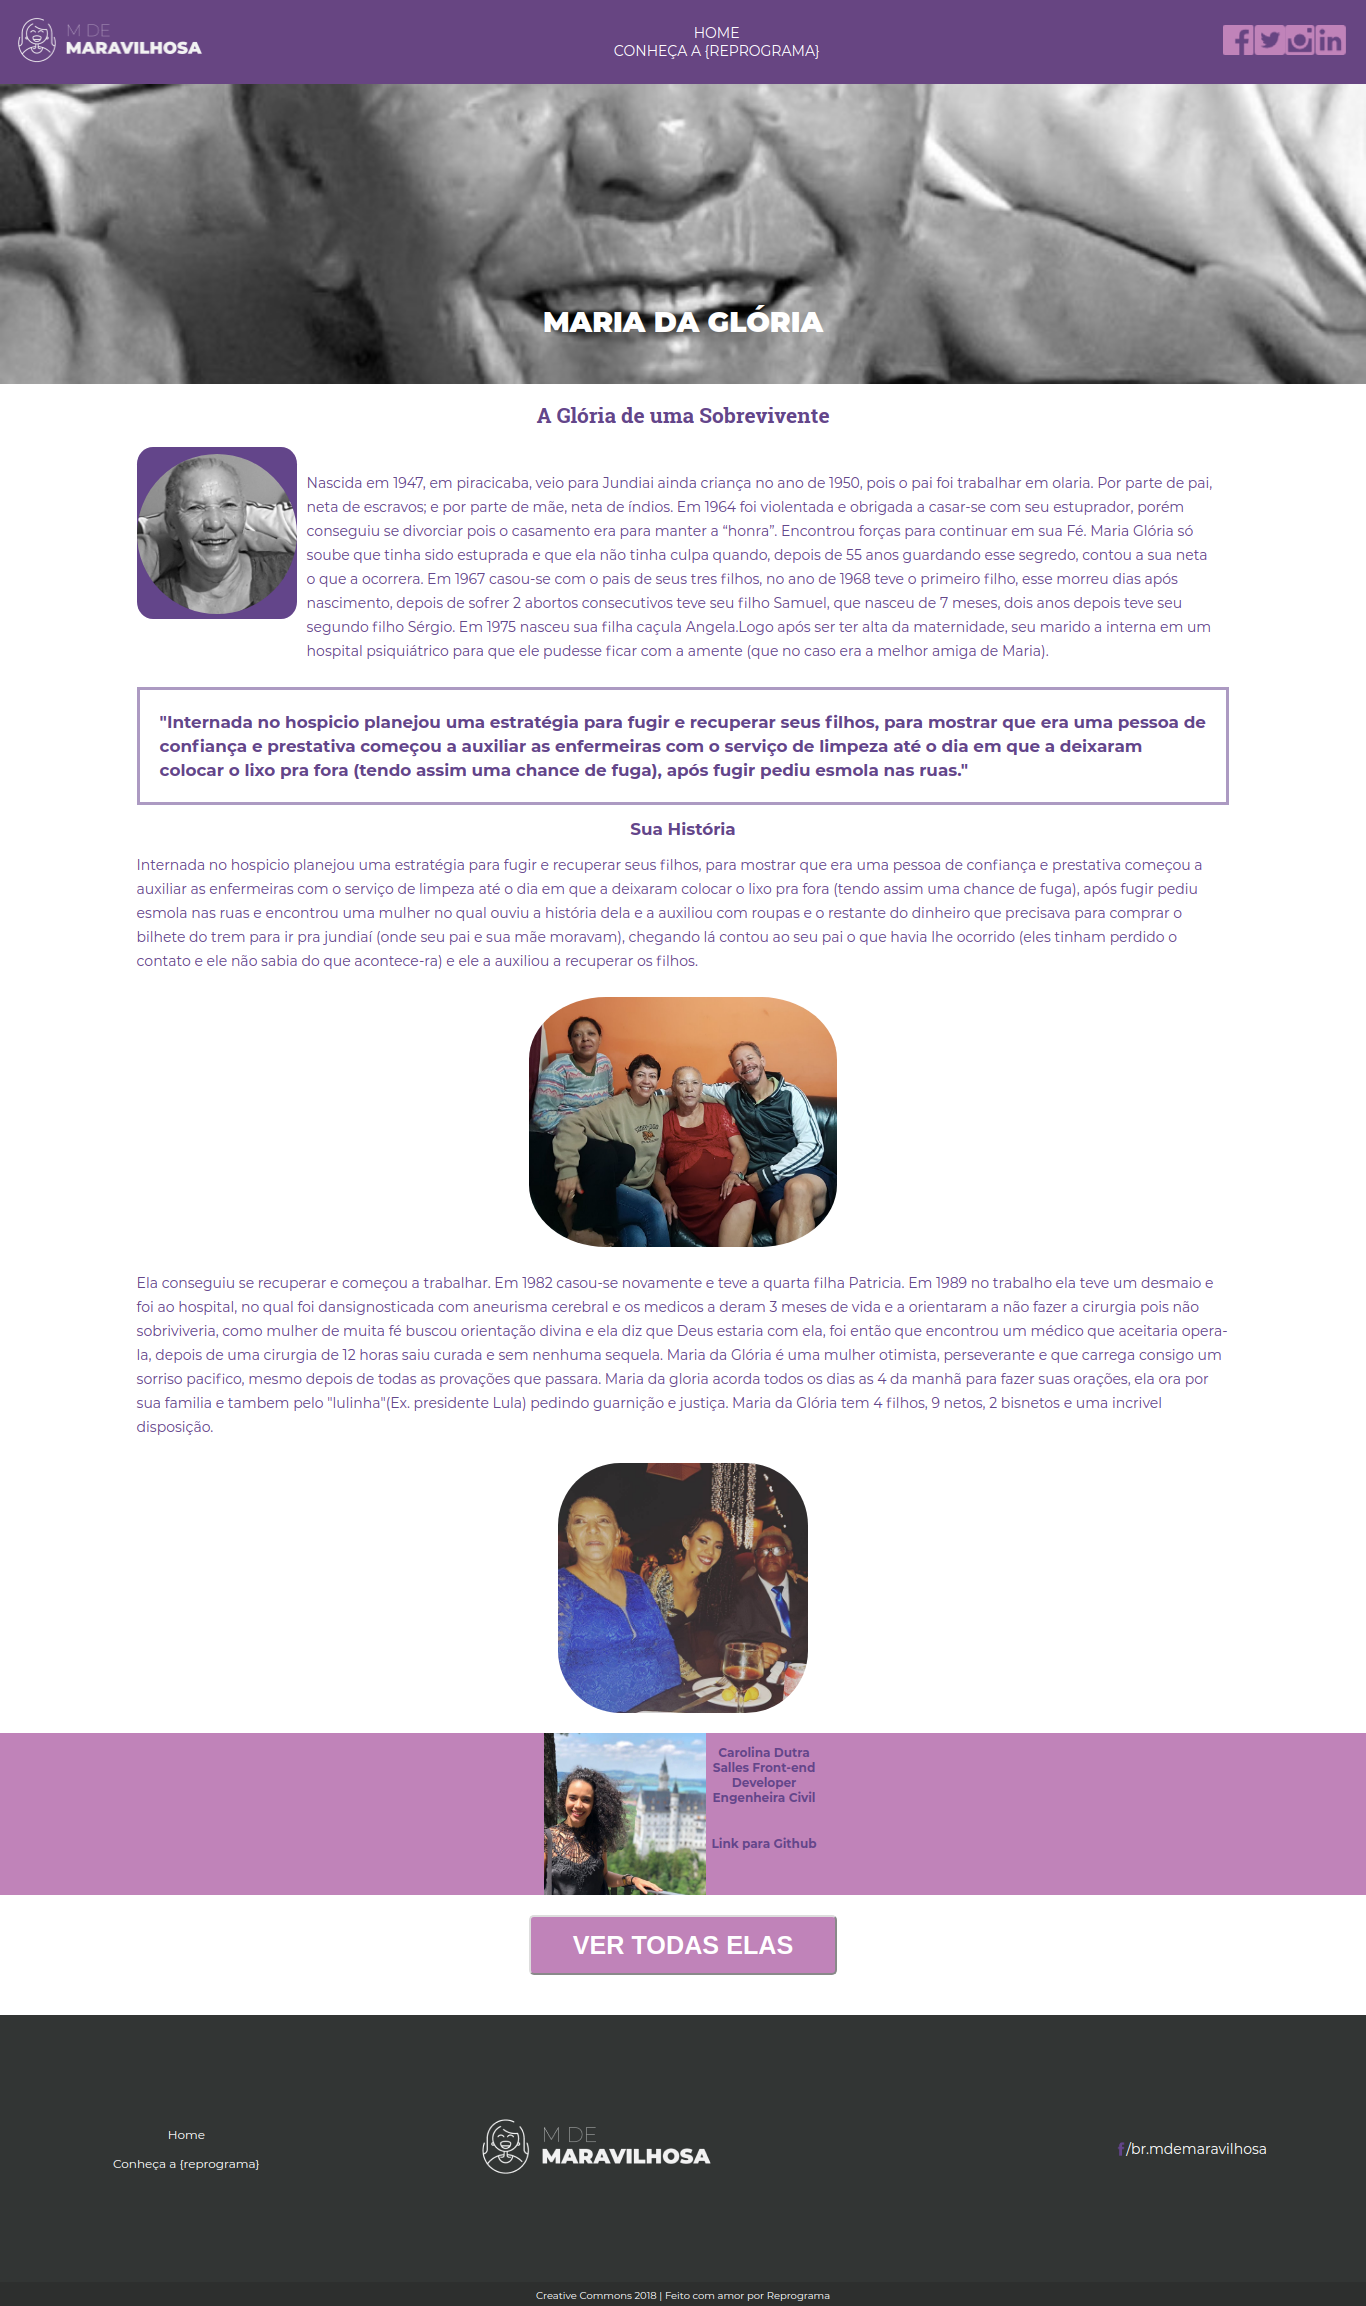 M DE
MARAVILHOSA
HOME
CONHEÇA A {REPROGRAMA}
MARIA DA GLÓRIA
A Glória de uma Sobrevivente
Nascida em 1947, em piracicaba, veio para Jundiai ainda criança no ano de 1950, pois o pai foi trabalhar em olaria. Por parte de pai,
neta de escravos; e por parte de mãe, neta de índios. Em 1964 foi violentada e obrigada a casar-se com seu estuprador, porém
conseguiu se divorciar pois o casamento era para manter a “honra”. Encontrou forças para continuar em sua Fé. Maria Glória só
soube que tinha sido estuprada e que ela não tinha culpa quando, depois de 55 anos guardando esse segredo, contou a sua neta
o que a ocorrera. Em 1967 casou-se com o pais de seus tres filhos, no ano de 1968 teve o primeiro filho, esse morreu dias após
nascimento, depois de sofrer 2 abortos consecutivos teve seu filho Samuel, que nasceu de 7 meses, dois anos depois teve seu
segundo filho Sérgio. Em 1975 nasceu sua filha caçula Angela.Logo após ser ter alta da maternidade, seu marido a interna em um
hospital psiquiátrico para que ele pudesse ficar com a amente (que no caso era a melhor amiga de Maria).
"Internada no hospicio planejou uma estratégia para fugir e recuperar seus filhos, para mostrar que era uma pessoa de
confiança e prestativa começou a auxiliar as enfermeiras com o serviço de limpeza até o dia em que a deixaram
colocar o lixo pra fora (tendo assim uma chance de fuga), após fugir pediu esmola nas ruas."
Sua História
Internada no hospicio planejou uma estratégia para fugir e recuperar seus filhos, para mostrar que era uma pessoa de confiança e prestativa começou a
auxiliar as enfermeiras com o serviço de limpeza até o dia em que a deixaram colocar o lixo pra fora (tendo assim uma chance de fuga), após fugir pediu
esmola nas ruas e encontrou uma mulher no qual ouviu a história dela e a auxiliou com roupas e o restante do dinheiro que precisava para comprar o
bilhete do trem para ir pra jundiaí (onde seu pai e sua mãe moravam), chegando lá contou ao seu pai o que havia lhe ocorrido (eles tinham perdido o
contato e ele não sabia do que acontece-ra) e ele a auxiliou a recuperar os filhos.
Ela conseguiu se recuperar e começou a trabalhar. Em 1982 casou-se novamente e teve a quarta filha Patricia. Em 1989 no trabalho ela teve um desmaio e
foi ao hospital, no qual foi dansignosticada com aneurisma cerebral e os medicos a deram 3 meses de vida e a orientaram a não fazer a cirurgia pois não
sobriviveria, como mulher de muita fé buscou orientação divina e ela diz que Deus estaria com ela, foi então que encontrou um médico que aceitaria opera-
la, depois de uma cirurgia de 12 horas saiu curada e sem nenhuma sequela. Maria da Glória é uma mulher otimista, perseverante e que carrega consigo um
sorriso pacifico, mesmo depois de todas as provações que passara. Maria da gloria acorda todos os dias as 4 da manhã para fazer suas orações, ela ora por
sua familia e tambem pelo "lulinha"(Ex. presidente Lula) pedindo guarnição e justiça. Maria da Glória tem 4 filhos, 9 netos, 2 bisnetos e uma incrivel
disposição.
Carolina Dutra
Salles Front-end
Developer
Engenheira Civil
Link para Github
VER TODAS ELAS
Home
Conheça a {reprograma}
M DE
MARAVILHOSA
f/br.mdemaravilhosa
Creative Commons 2018 | Feito com amor por Reprograma